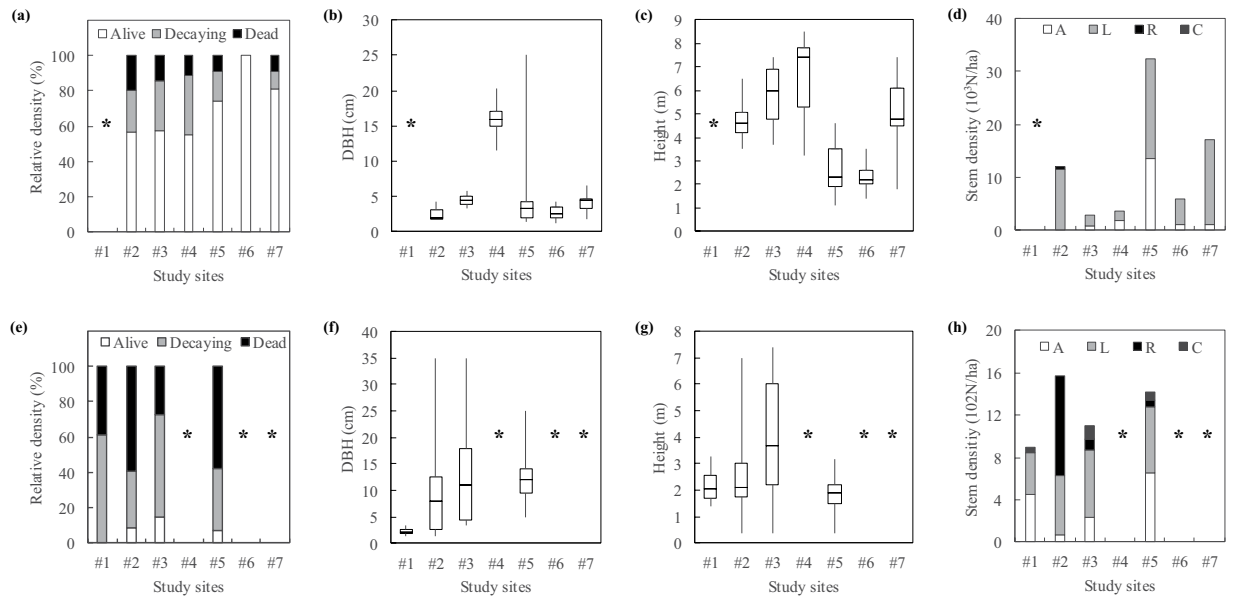 (a)
Alive Decaying Dead
Relative density (%)
100
80
60
40
20
0
*
#1 #2 #3 #4 #5 #6 #7
Study sites
(b)
DBH (cm)
30
25
20
15
10
5
0
*
#1 #2 #3 #4 #5 #6 #7
Study sites
(c)
Height (m)
9
8
7
6
5
4
3
2
1
0
*
#1 #2 #3 #4 #5 #6 #7
Study sites
(d)
A L R C
Stem density (10³N/ha)
40
30
20
10
0
*
#1 #2 #3 #4 #5 #6 #7
Study sites
(e)
Alive Decaying Dead
Relative density (%)
100
80
60
40
20
0
* * *
#1 #2 #3 #4 #5 #6 #7
Study sites
(f)
DBH (cm)
40
35
30
25
20
15
10
5
0
* * *
#1 #2 #3 #4 #5 #6 #7
Study sites
(g)
Height (m)
8
7
6
5
4
3
2
1
0
* * *
#1 #2 #3 #4 #5 #6 #7
Study sites
(h)
A L R C
Stem densitiy (102N/ha)
20
16
12
8
4
0
* * *
#1 #2 #3 #4 #5 #6 #7
Study sites